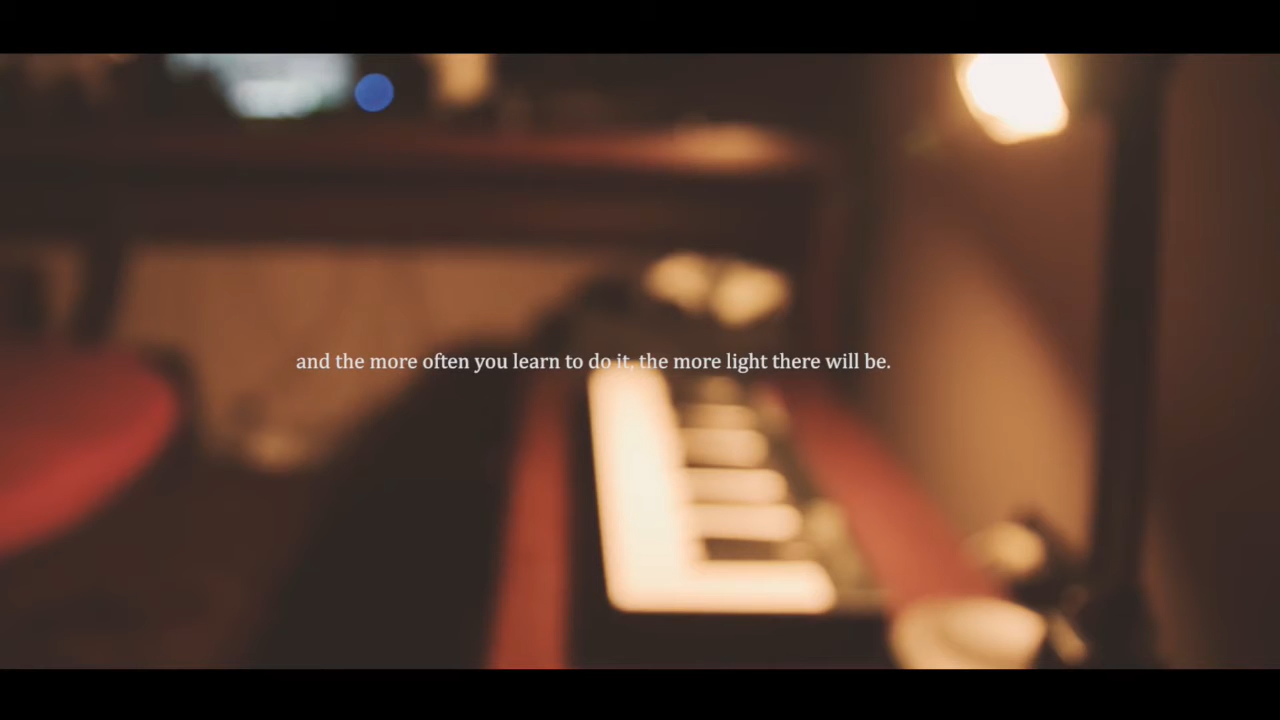 and the more often you learn to do it, the more light there will be.